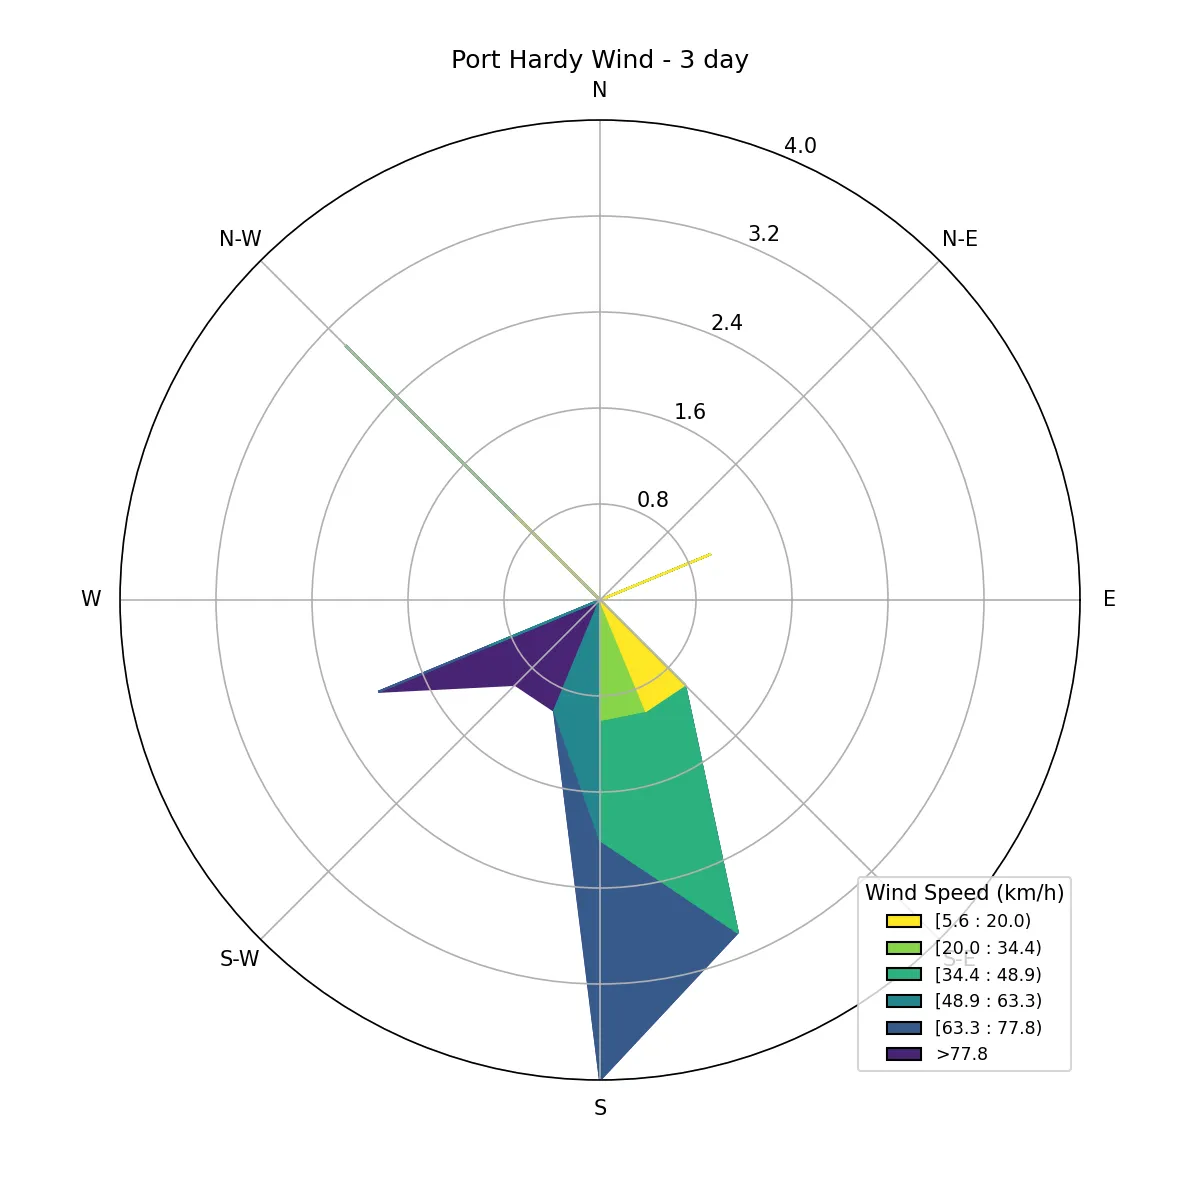 Port Hardy Wind - 3 day
N
4.0
N-W
3.2
N-E
2.4
1.6
0.8
W
E
Wind Speed (km/h)
[5.6 : 20.0)
[20.0 : 34.4)
S-W
S-E
[34.4 : 48.9)
[48.9 : 63.3)
[63.3 : 77.8)
>77.8
S